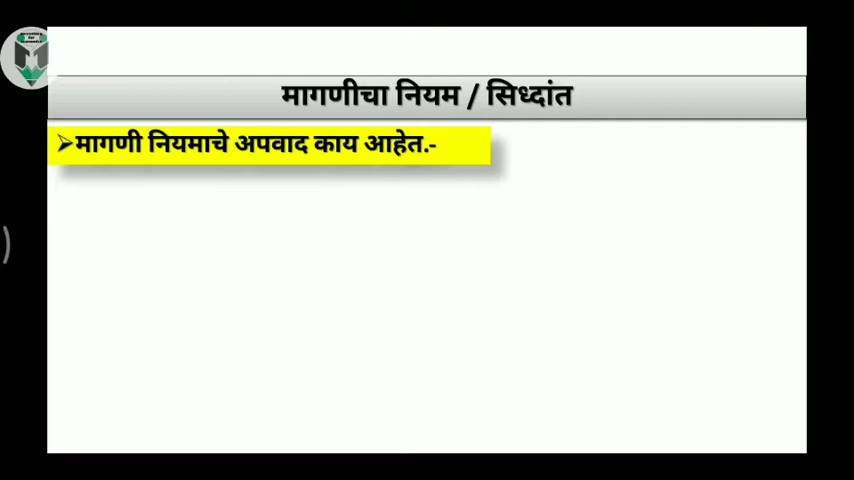 मागणीचा नियम / सिध्दांत
➢मागणी नियमाचे अपवाद काय आहेत.-